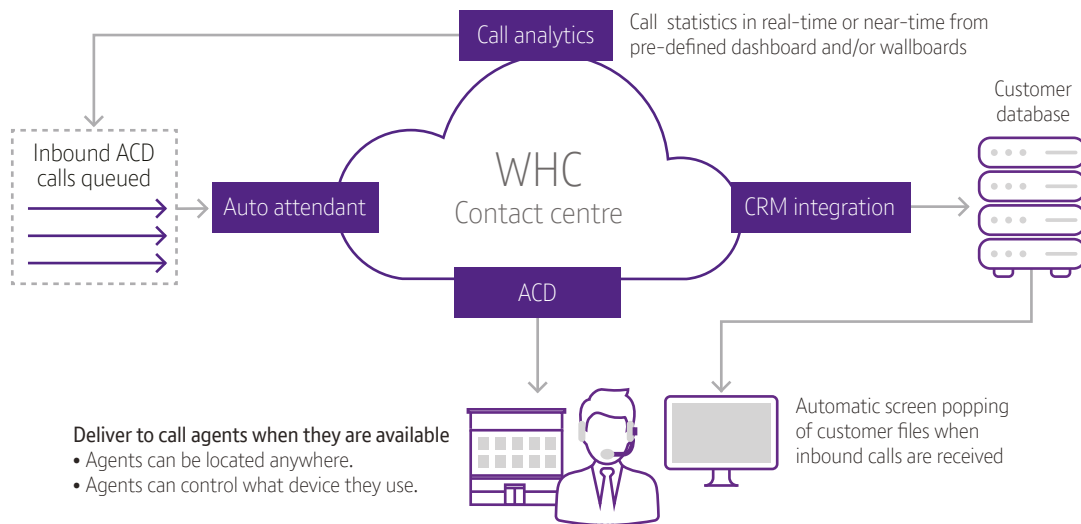 Call analytics
Call statistics in real-time or near-time from
pre-defined dashboard and/or wallboards
Customer
database
Inbound ACD
calls queued
Auto attendant
WHC
Contact centre
CRM integration
ACD
Deliver to call agents when they are available
• Agents can be located anywhere.
• Agents can control what device they use.
Automatic screen popping
of customer files when
inbound calls are received